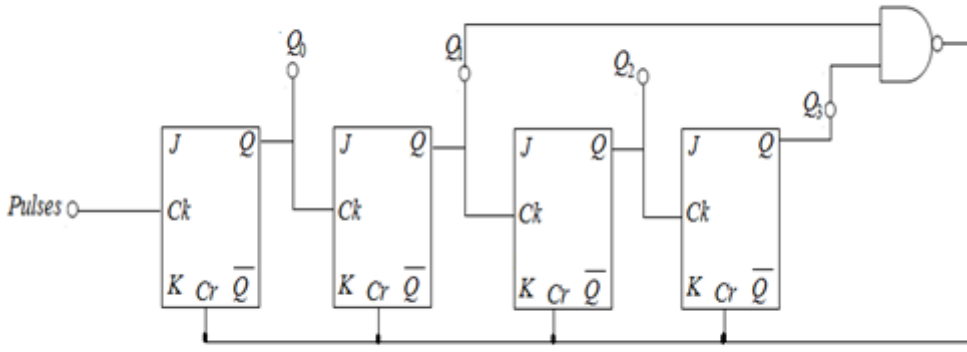 Q0 Q1 Q2 Q3
J Q J Q J Q J Q
Pulses Ck Ck Ck Ck
K Cr Q̅ K Cr Q̅ K Cr Q̅ K Cr Q̅